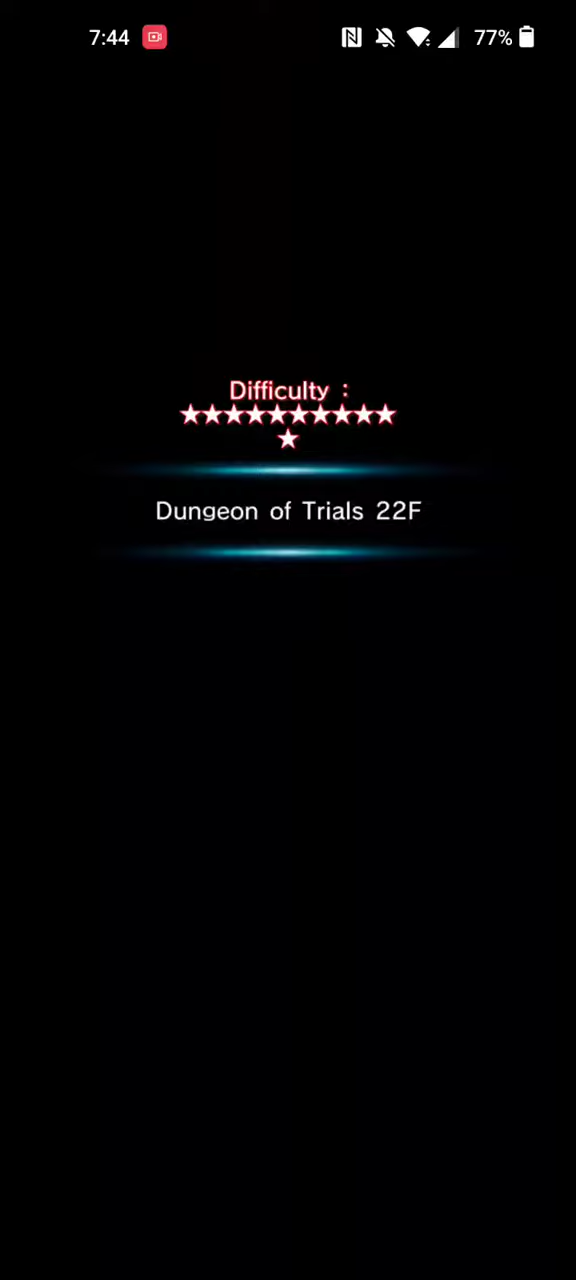 7:44 77%
Difficulty :
★★★★★★★★★★
★
Dungeon of Trials 22F